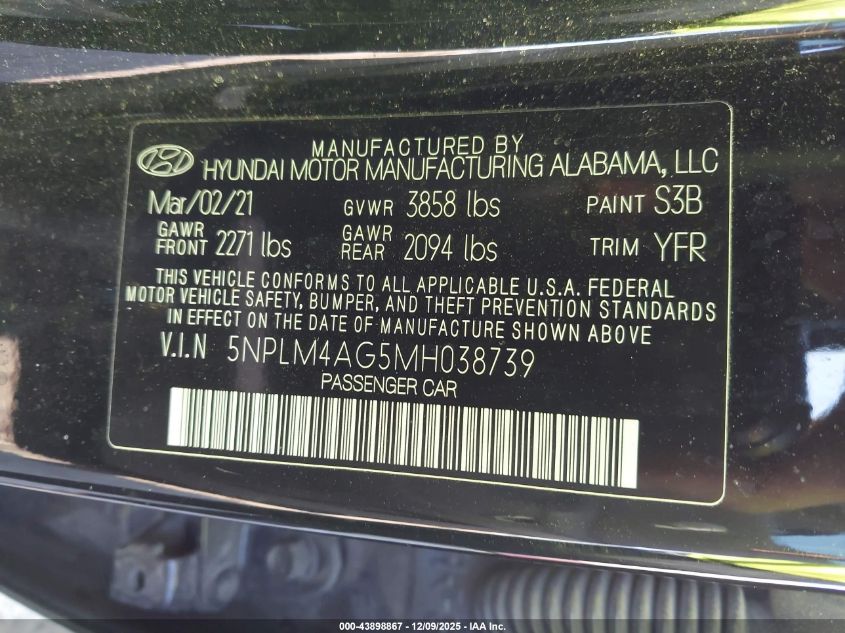 MANUFACTURED BY
HYUNDAI MOTOR MANUFACTURING ALABAMA, LLC
Mar/02/21 GVWR 3858 lbs PAINT S3B
GAWR FRONT 2271 lbs GAWR REAR 2094 lbs TRIM YFR
THIS VEHICLE CONFORMS TO ALL APPLICABLE U.S.A. FEDERAL
MOTOR VEHICLE SAFETY, BUMPER, AND THEFT PREVENTION STANDARDS
IN EFFECT ON THE DATE OF MANUFACTURE SHOWN ABOVE
V.I.N 5NPLM4AG5MH038739
PASSENGER CAR
000-43898867 - 12/09/2025 - IAA Inc.